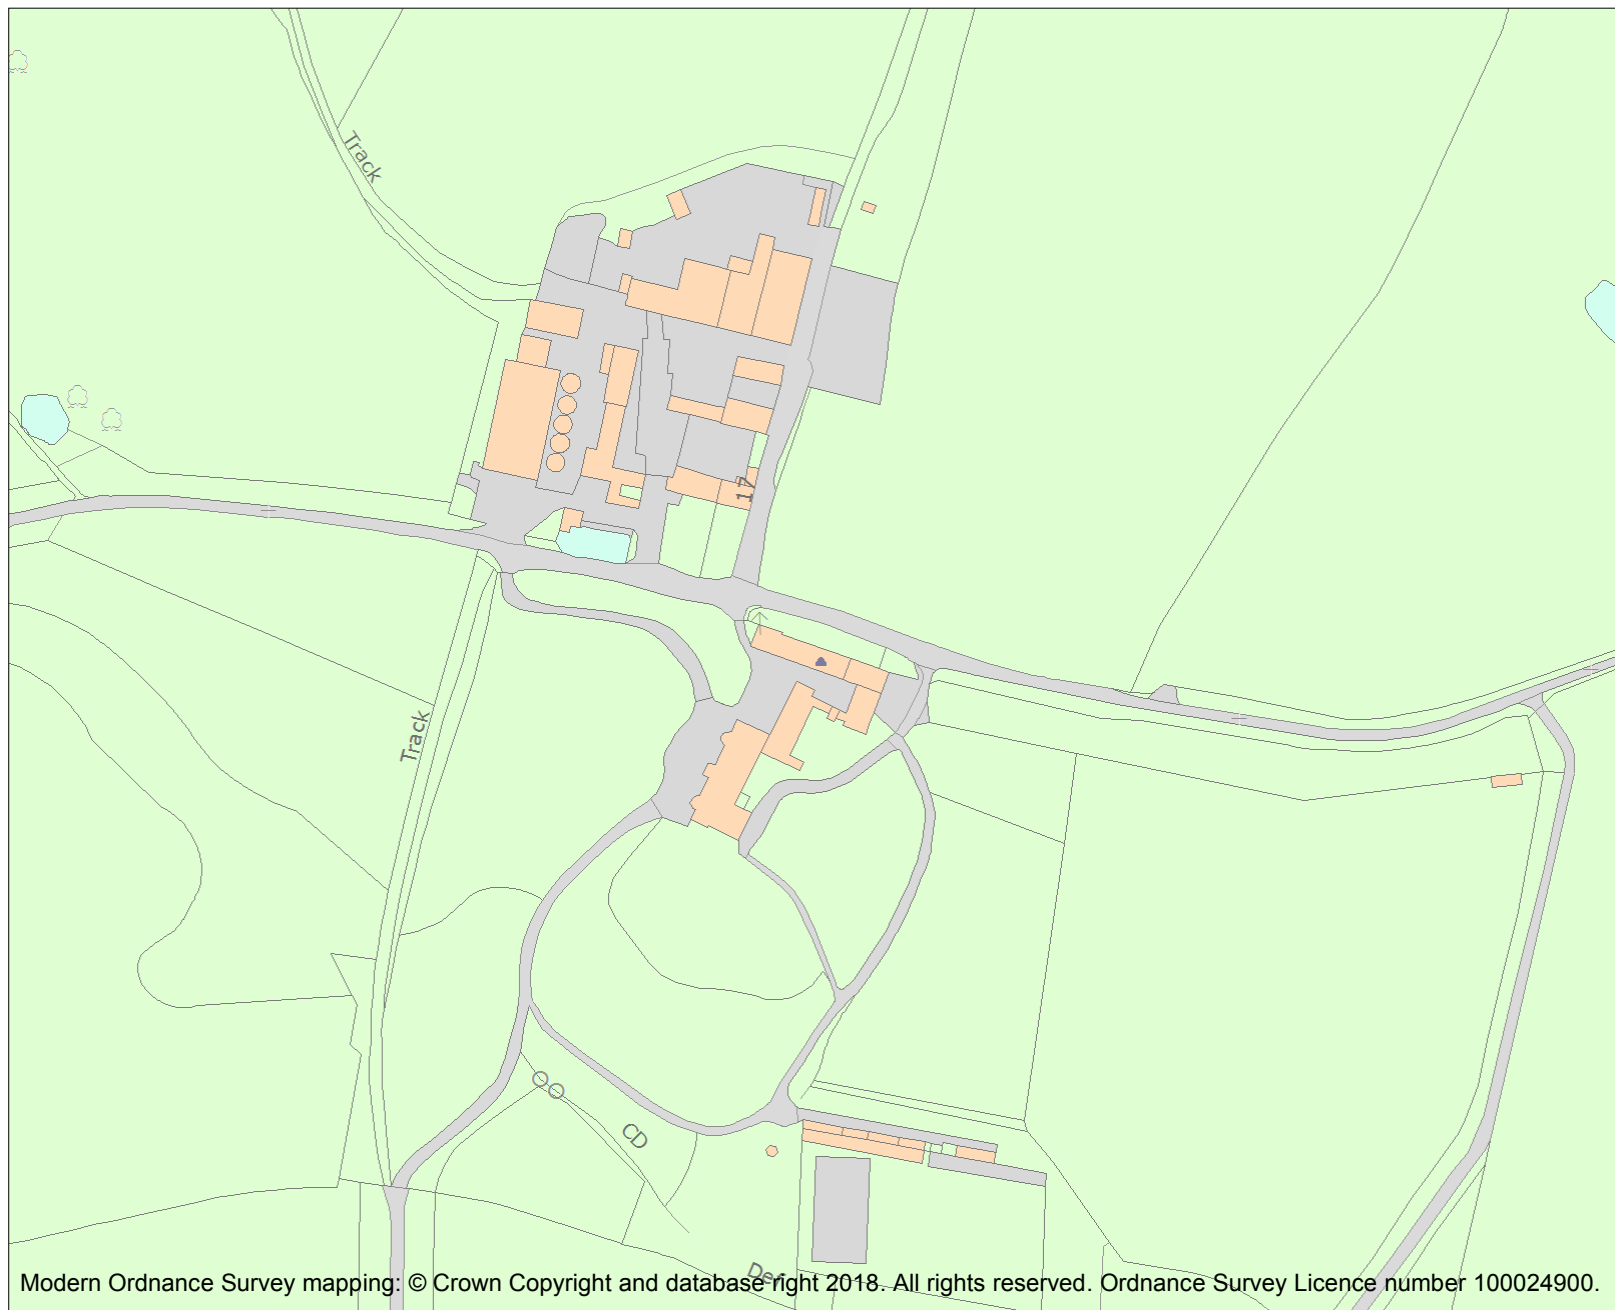 Track
17
Track
CD
Def
Modern Ordnance Survey mapping: © Crown Copyright and database right 2018. All rights reserved. Ordnance Survey Licence number 100024900.